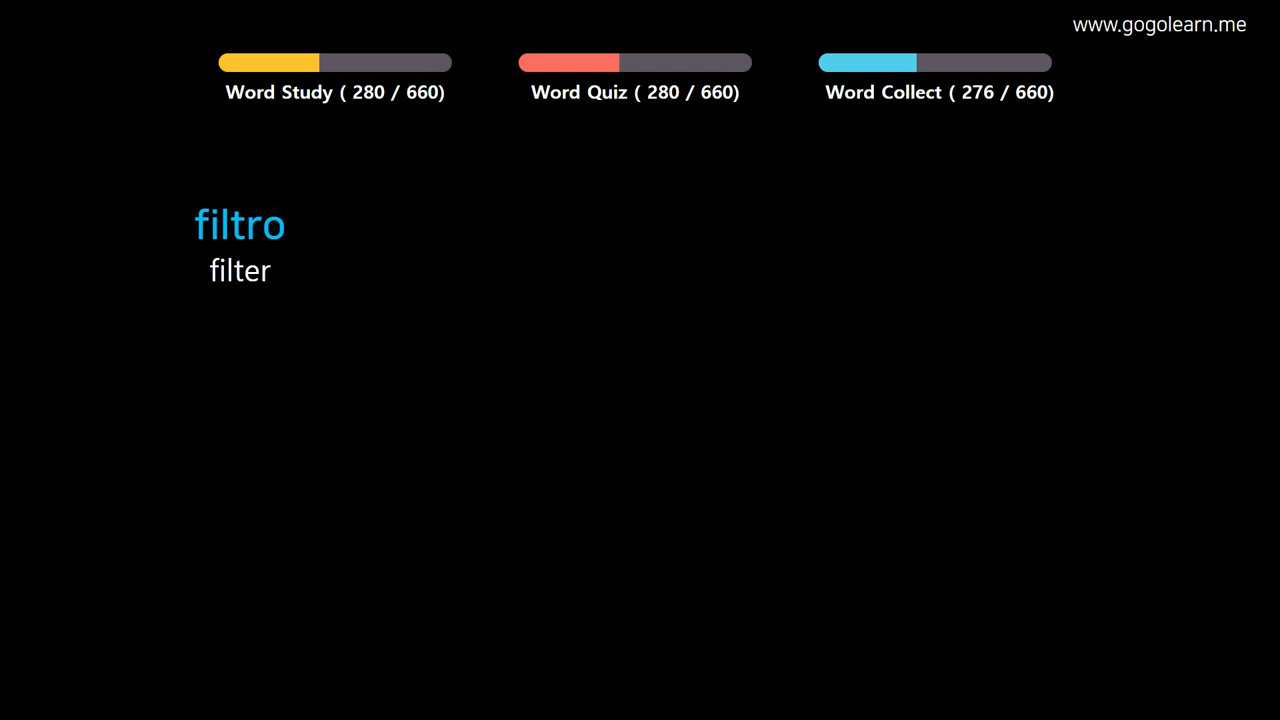 www.gogolearn.me
Word Study ( 280 / 660)
Word Quiz ( 280 / 660)
Word Collect ( 276 / 660)
filtro
filter